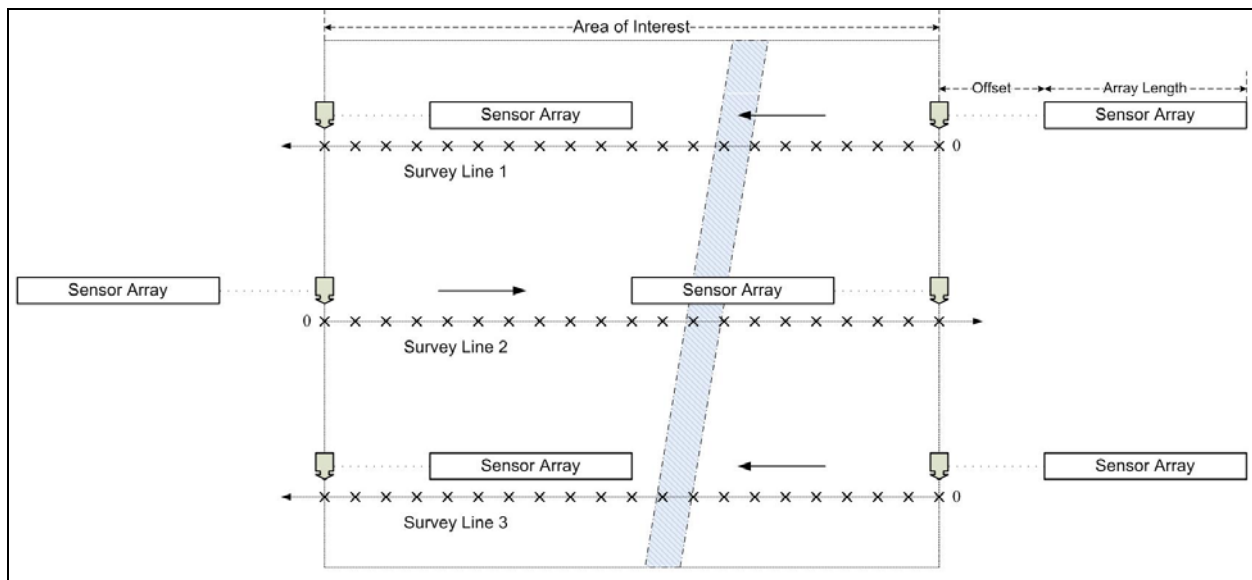 Area of Interest
Offset
Array Length
Sensor Array
Sensor Array
0
Survey Line 1
Sensor Array
Sensor Array
0
Survey Line 2
Sensor Array
Sensor Array
0
Survey Line 3